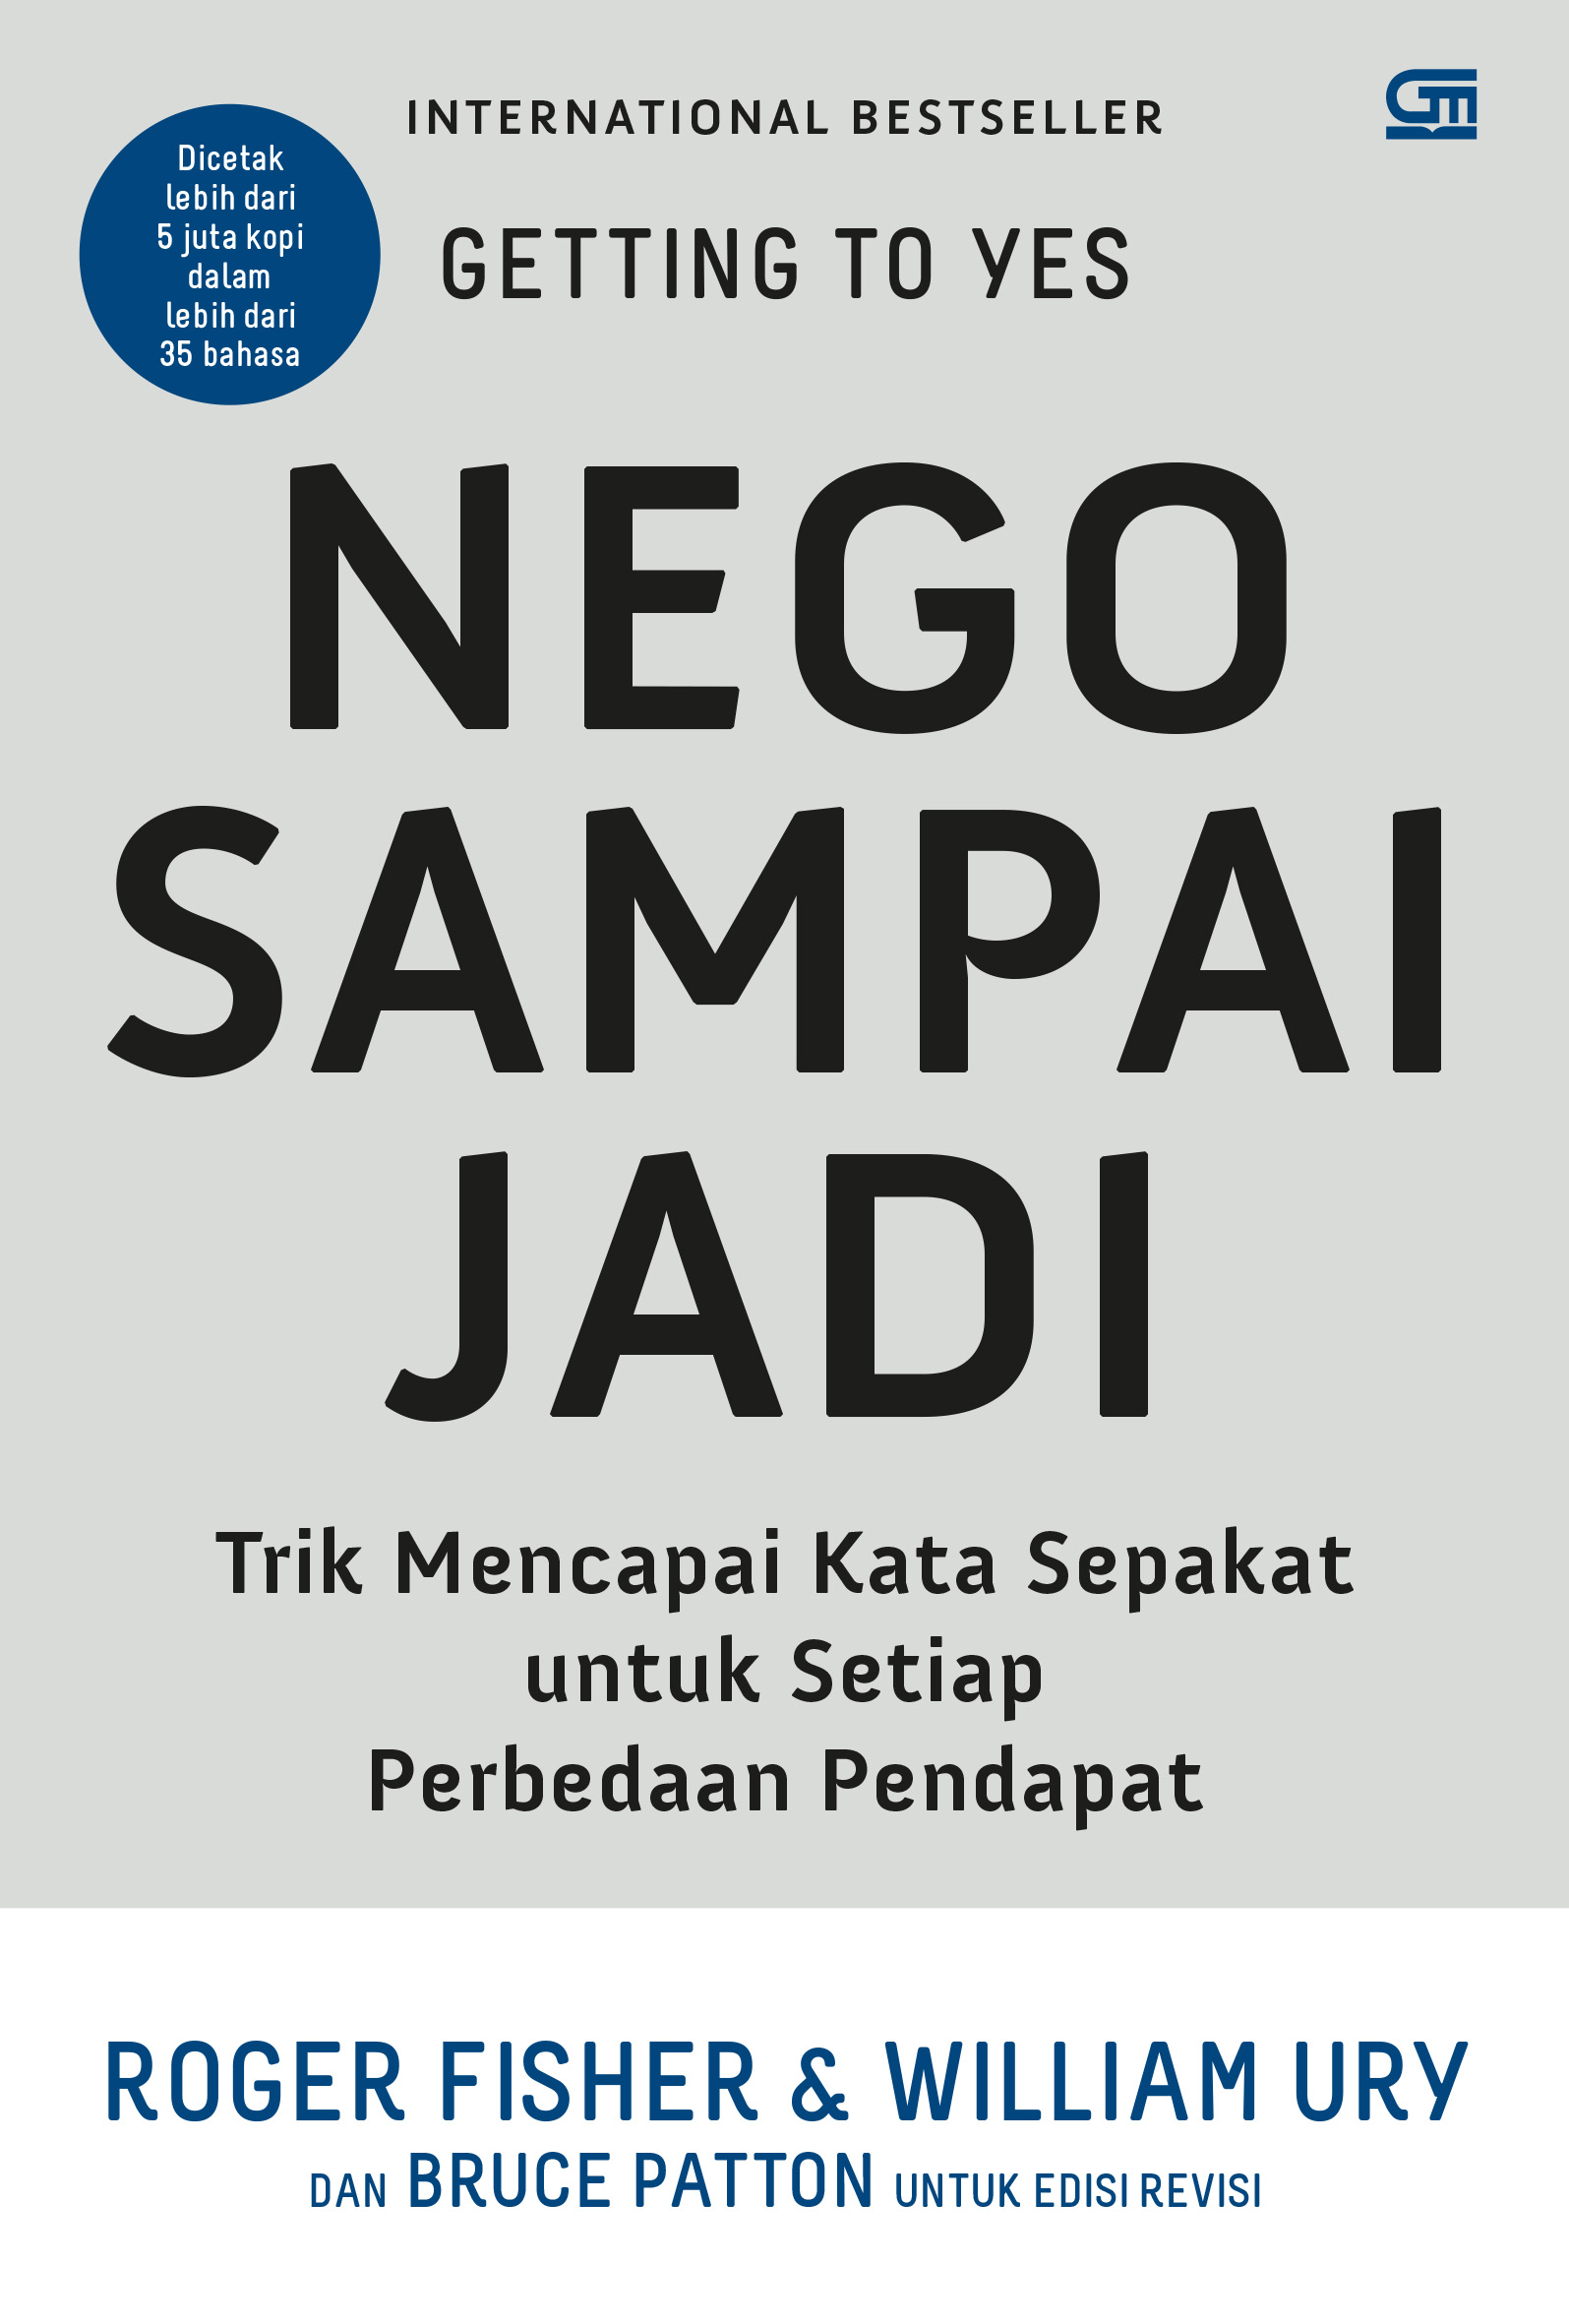 INTERNATIONAL BESTSELLER
GM
Dicetak
lebih dari
5 juta kopi
dalam
lebih dari
35 bahasa
GETTING TO YES
NEGO
SAMPAI
JADI
Trik Mencapai Kata Sepakat
untuk Setiap
Perbedaan Pendapat
ROGER FISHER & WILLIAM URY
DAN BRUCE PATTON UNTUK EDISI REVISI